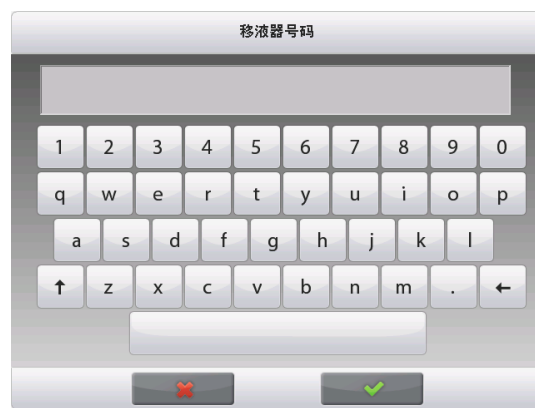 移液器号码
1 2 3 4 5 6 7 8 9 0
q w e r t y u i o p
a s d f g h j k l
↑ z x c v b n m . ←